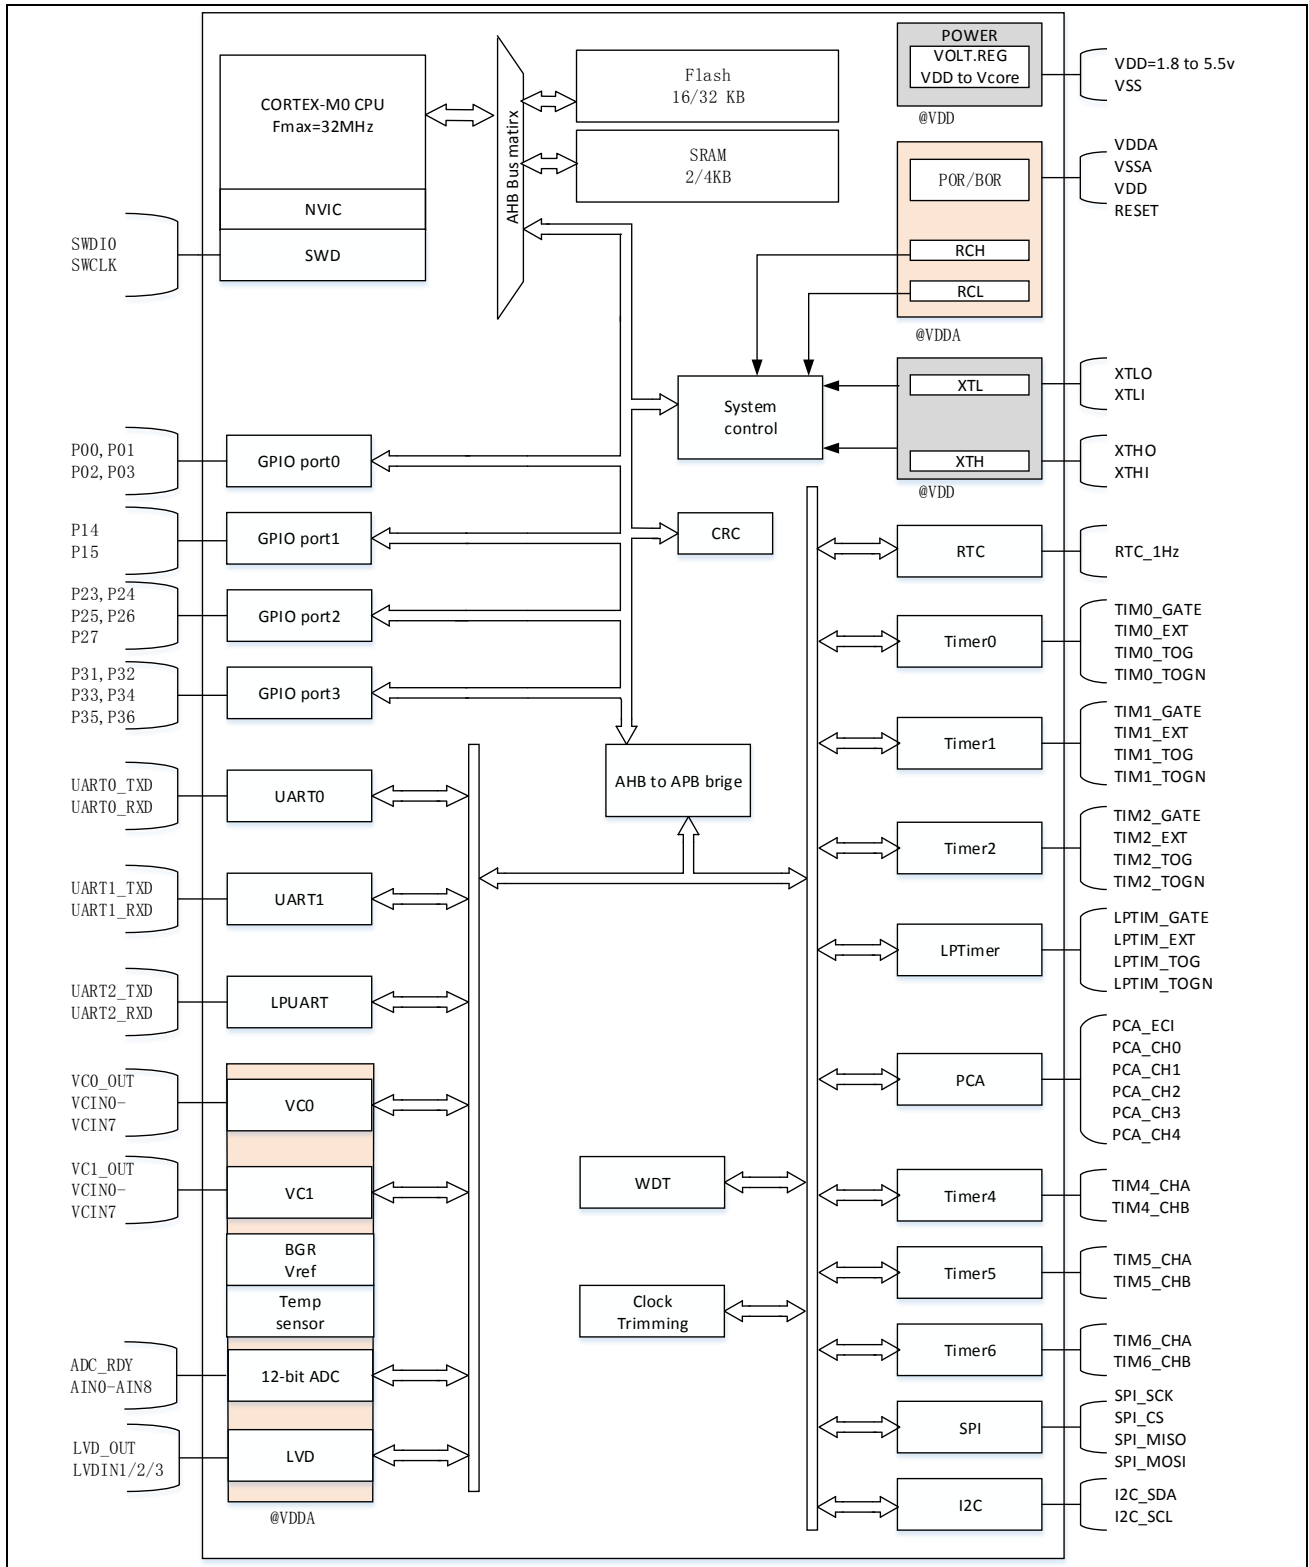 POWER
VOLT.REG
VDD to Vcore
@VDD
VDD=1.8 to 5.5v
VSS
CORTEX-M0 CPU
Fmax=32MHz
NVIC
SWD
SWDIO
SWCLK
AHB Bus matirx
Flash
16/32 KB
SRAM
2/4KB
POR/BOR
RCH
RCL
@VDDA
VDDA
VSSA
VDD
RESET
System
control
XTL
XTH
@VDD
XTLO
XTLI
XTHO
XTHI
P00, P01
P02, P03
GPIO port0
P14
P15
GPIO port1
CRC
P23, P24
P25, P26
P27
GPIO port2
P31, P32
P33, P34
P35, P36
GPIO port3
AHB to APB brige
UART0_TXD
UART0_RXD
UART0
UART1_TXD
UART1_RXD
UART1
UART2_TXD
UART2_RXD
LPUART
VC0_OUT
VCIN0-
VCIN7
VC0
VC1_OUT
VCIN0-
VCIN7
VC1
BGR
Vref
Temp
sensor
ADC_RDY
AIN0-AIN8
12-bit ADC
LVD_OUT
LVDIN1/2/3
LVD
@VDDA
WDT
Clock
Trimming
RTC
RTC_1Hz
Timer0
TIM0_GATE
TIM0_EXT
TIM0_TOG
TIM0_TOGN
Timer1
TIM1_GATE
TIM1_EXT
TIM1_TOG
TIM1_TOGN
Timer2
TIM2_GATE
TIM2_EXT
TIM2_TOG
TIM2_TOGN
LPTimer
LPTIM_GATE
LPTIM_EXT
LPTIM_TOG
LPTIM_TOGN
PCA
PCA_ECI
PCA_CH0
PCA_CH1
PCA_CH2
PCA_CH3
PCA_CH4
Timer4
TIM4_CHA
TIM4_CHB
Timer5
TIM5_CHA
TIM5_CHB
Timer6
TIM6_CHA
TIM6_CHB
SPI
SPI_SCK
SPI_CS
SPI_MISO
SPI_MOSI
I2C
I2C_SDA
I2C_SCL